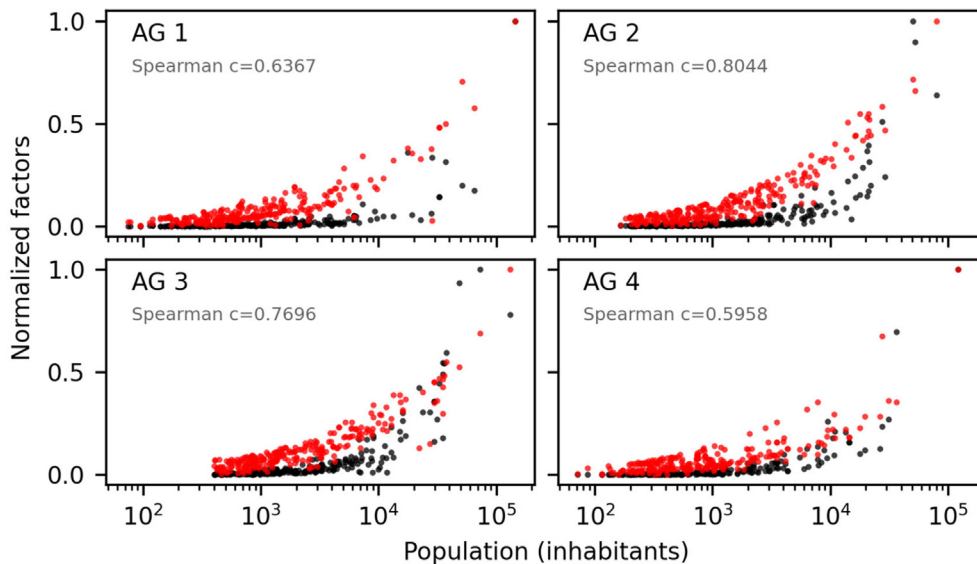 1.0
0.5
0.0
AG 1
Spearman c=0.6367
AG 2
Spearman c=0.8044
1.0
0.5
0.0
AG 3
Spearman c=0.7696
AG 4
Spearman c=0.5958
Normalized factors
10² 10³ 10⁴ 10⁵
10² 10³ 10⁴ 10⁵
Population (inhabitants)